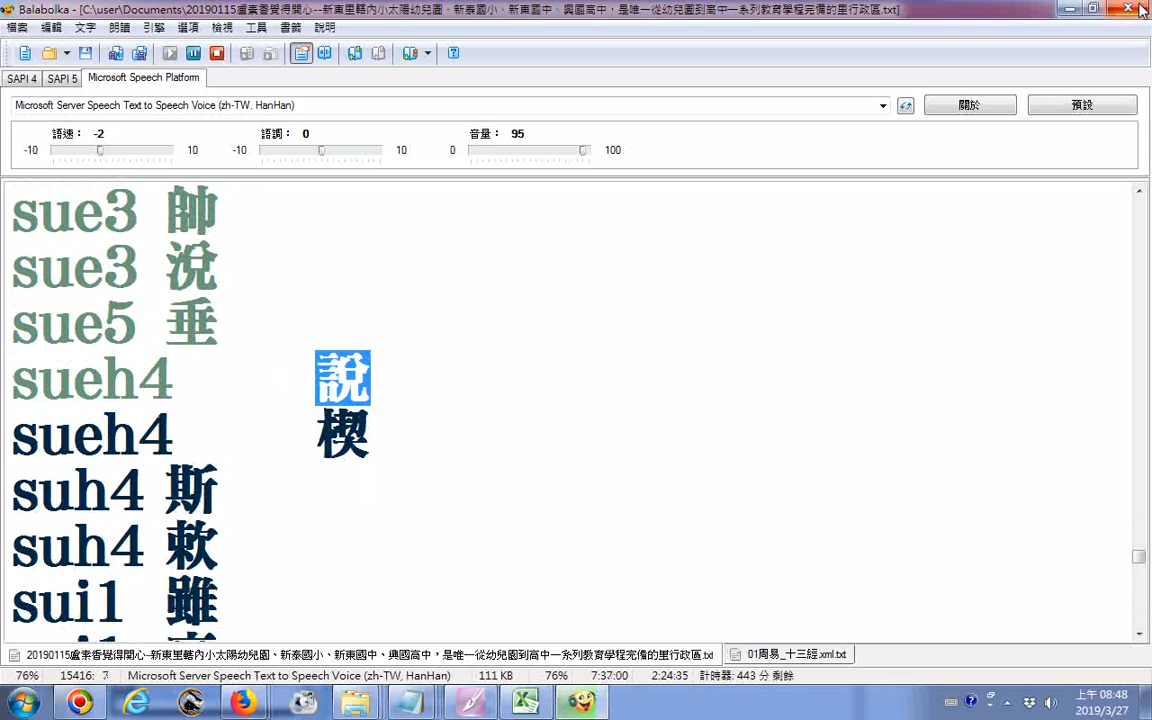 Balabolka - [C:\user\Documents\20190115盧素香覺得開心--新東里轄內小太陽幼兒園、新泰國小、新東國中、興國高中，是唯一從幼兒園到高中一系列教育學程完備的里行政區.txt]
檔案 編輯 文字 朗讀 引擎 選項 檢視 工具 書籤 說明
SAPI 4 SAPI 5 Microsoft Speech Platform
Microsoft Server Speech Text to Speech Voice (zh-TW, HanHan) 關於 預設
語速： -2 語調： 0 音量： 95
-10 10 -10 10 0 100
sue3 帥
sue3 涚
sue5 垂
sueh4 說
sueh4 楔
suh4 斯
suh4 欶
sui1 雖
20190115盧素香覺得開心--新東里轄內小太陽幼兒園、新泰國小、新東國中、興國高中，是唯一從幼兒園到高中一系列教育學程完備的里行政區.txt 01周易_十三經.xml.txt
76% 15416: 7 Microsoft Server Speech Text to Speech Voice (zh-TW, HanHan) 111 KB 76% 7:37:00 2:24:35 計時器: 443 分 剩餘
上午 08:48
2019/3/27